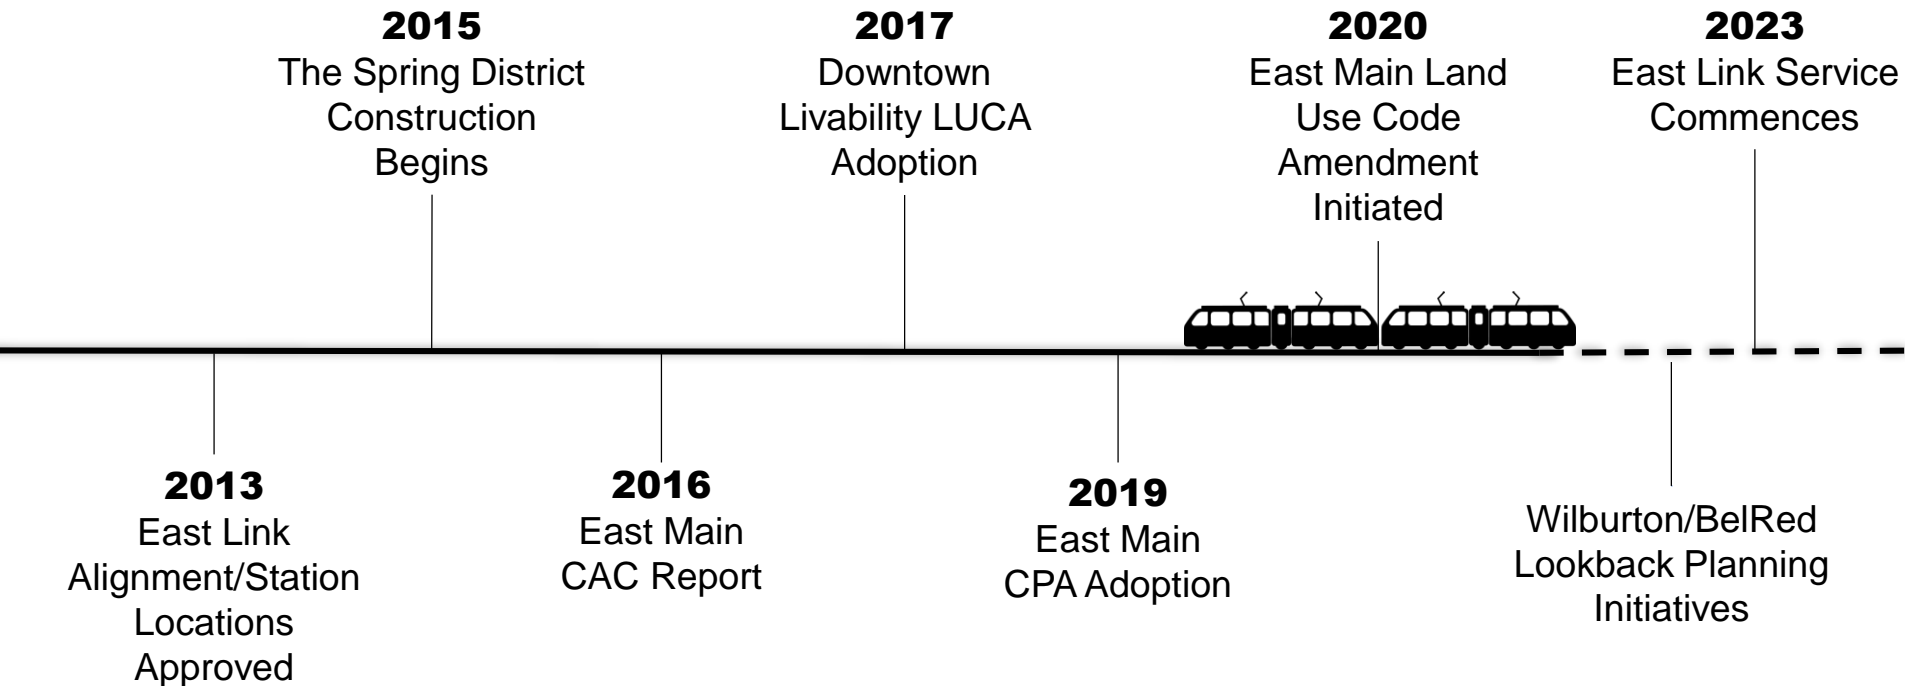 2015
The Spring District
Construction
Begins
2017
Downtown
Livability LUCA
Adoption
2020
East Main Land
Use Code
Amendment
Initiated
2023
East Link Service
Commences
2013
East Link
Alignment/Station
Locations
Approved
2016
East Main
CAC Report
2019
East Main
CPA Adoption
Wilburton/BelRed
Lookback Planning
Initiatives